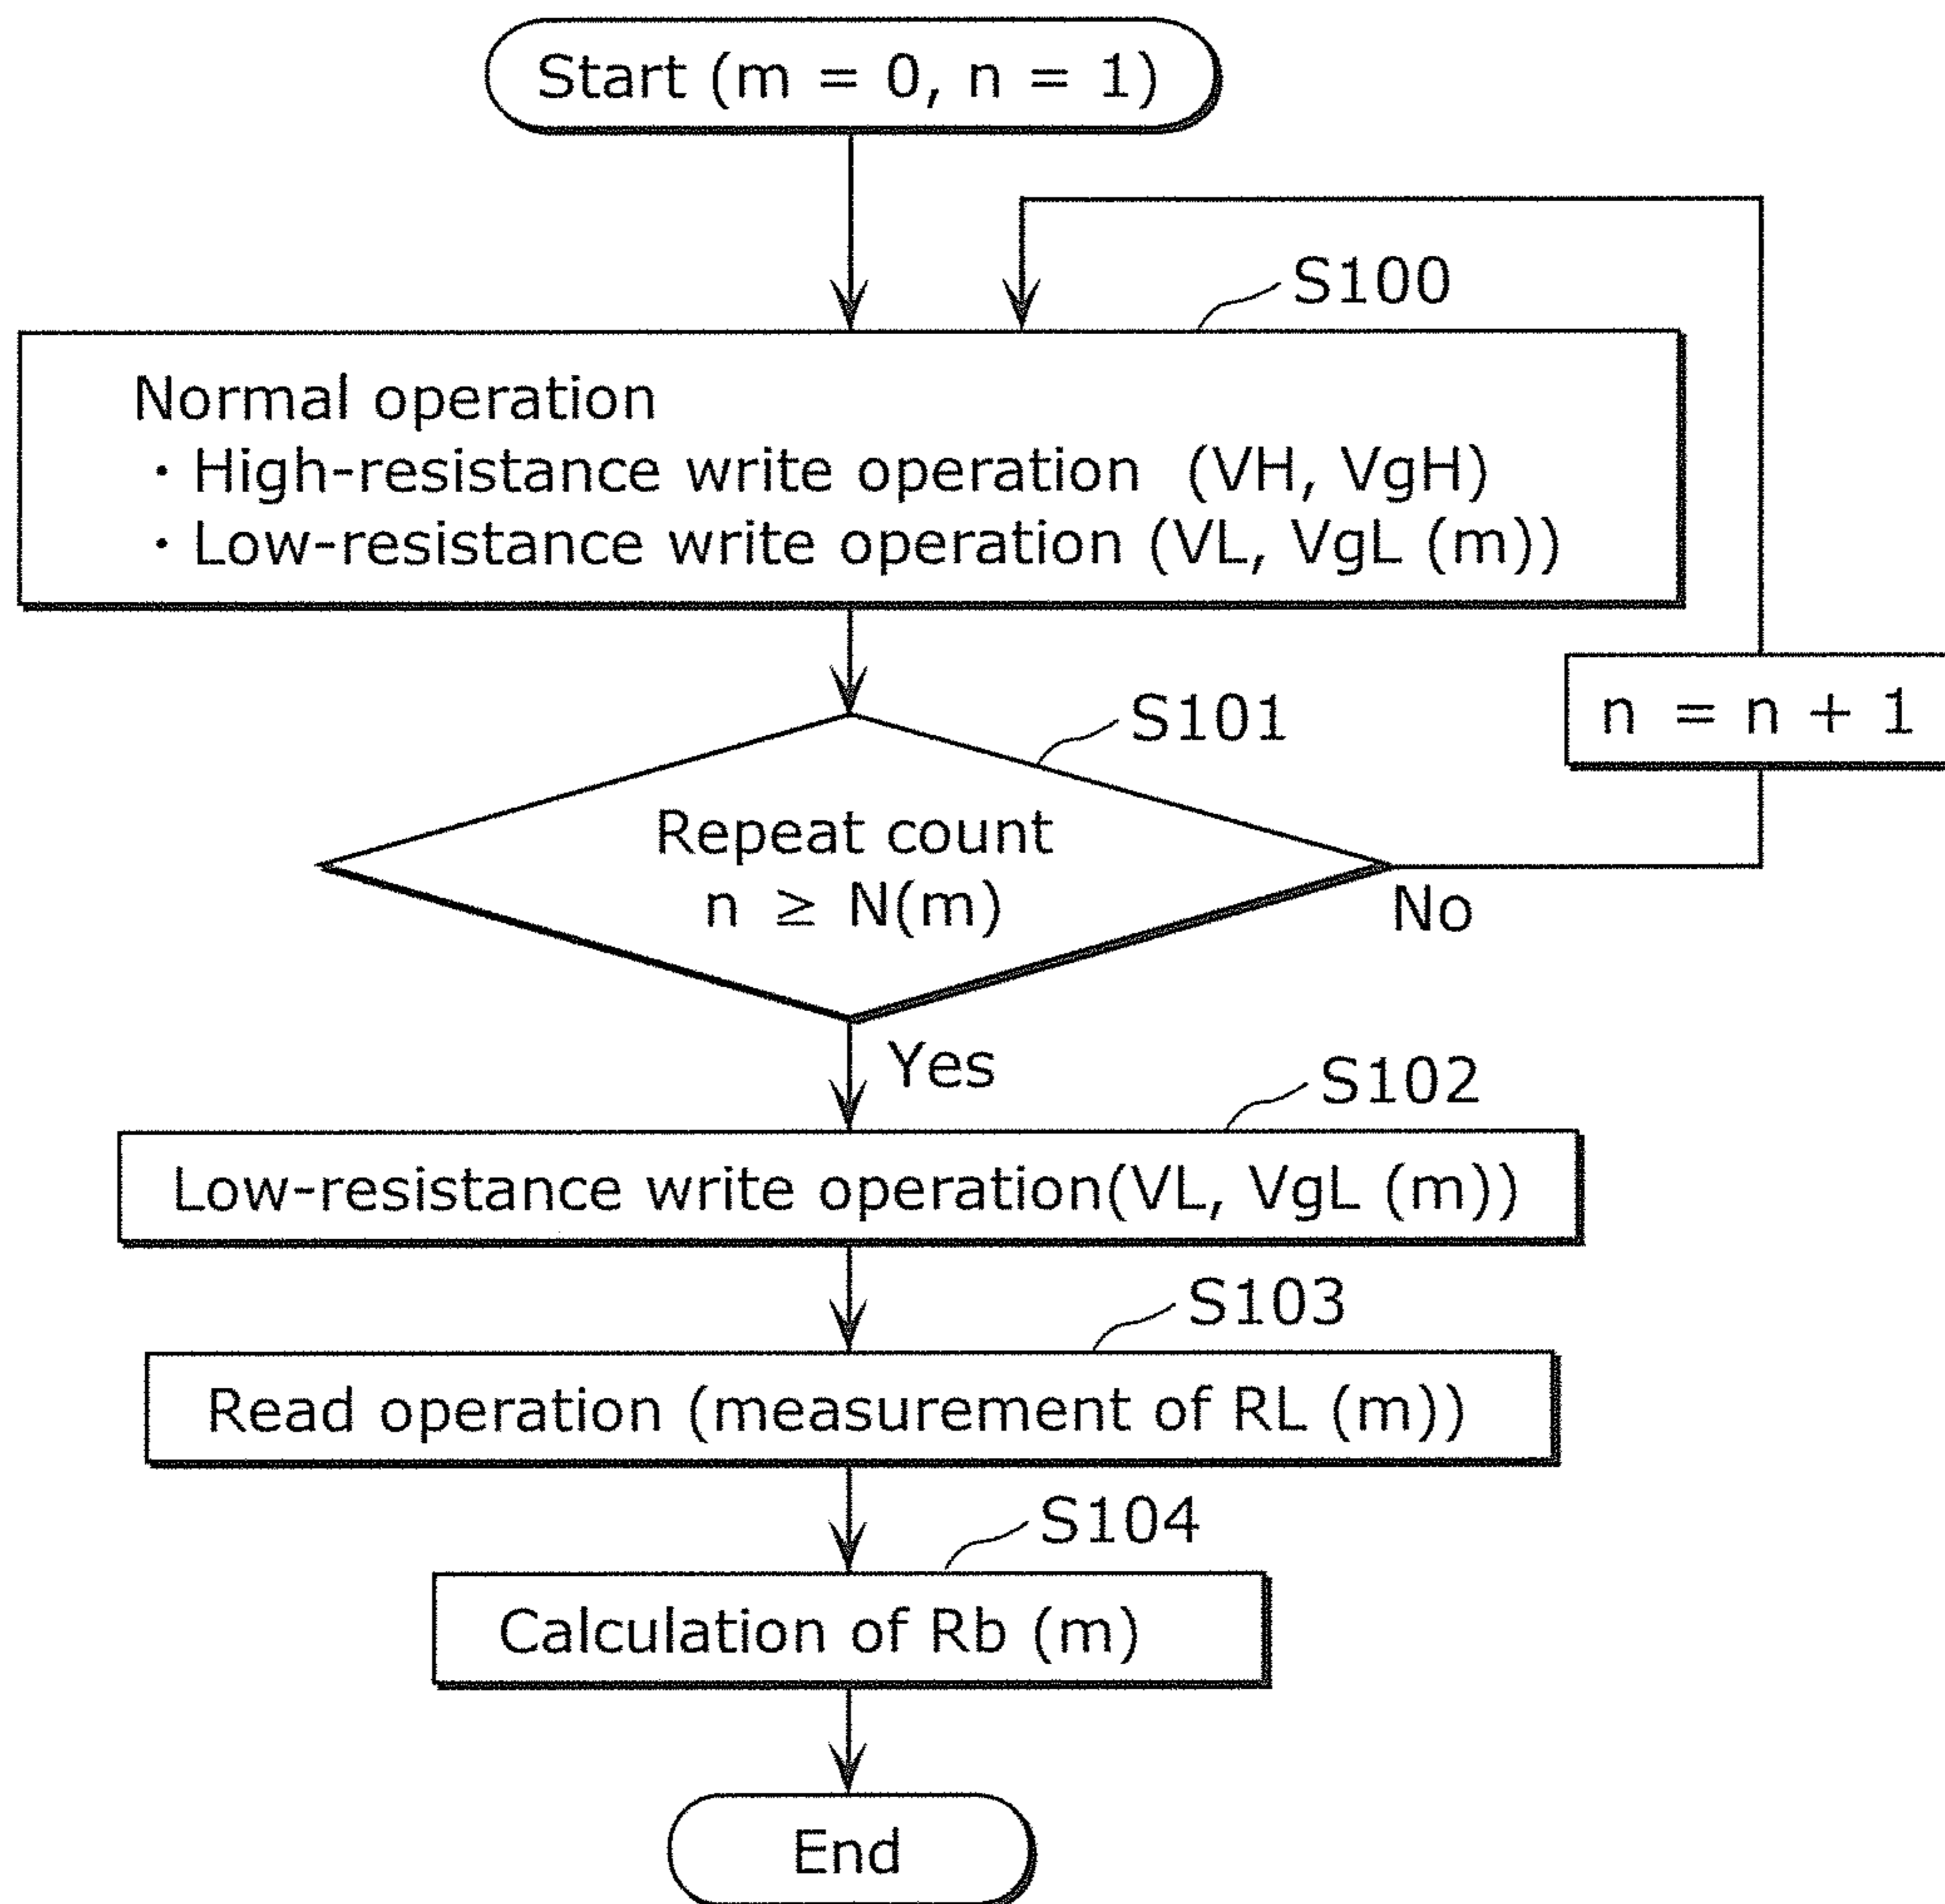 Start (m = 0, n = 1)
S100
Normal operation
・High-resistance write operation (VH, VgH)
・Low-resistance write operation (VL, VgL (m))
n = n + 1
S101
Repeat count
n ≥ N(m)
No
Yes
S102
Low-resistance write operation(VL, VgL (m))
S103
Read operation (measurement of RL (m))
S104
Calculation of Rb (m)
End